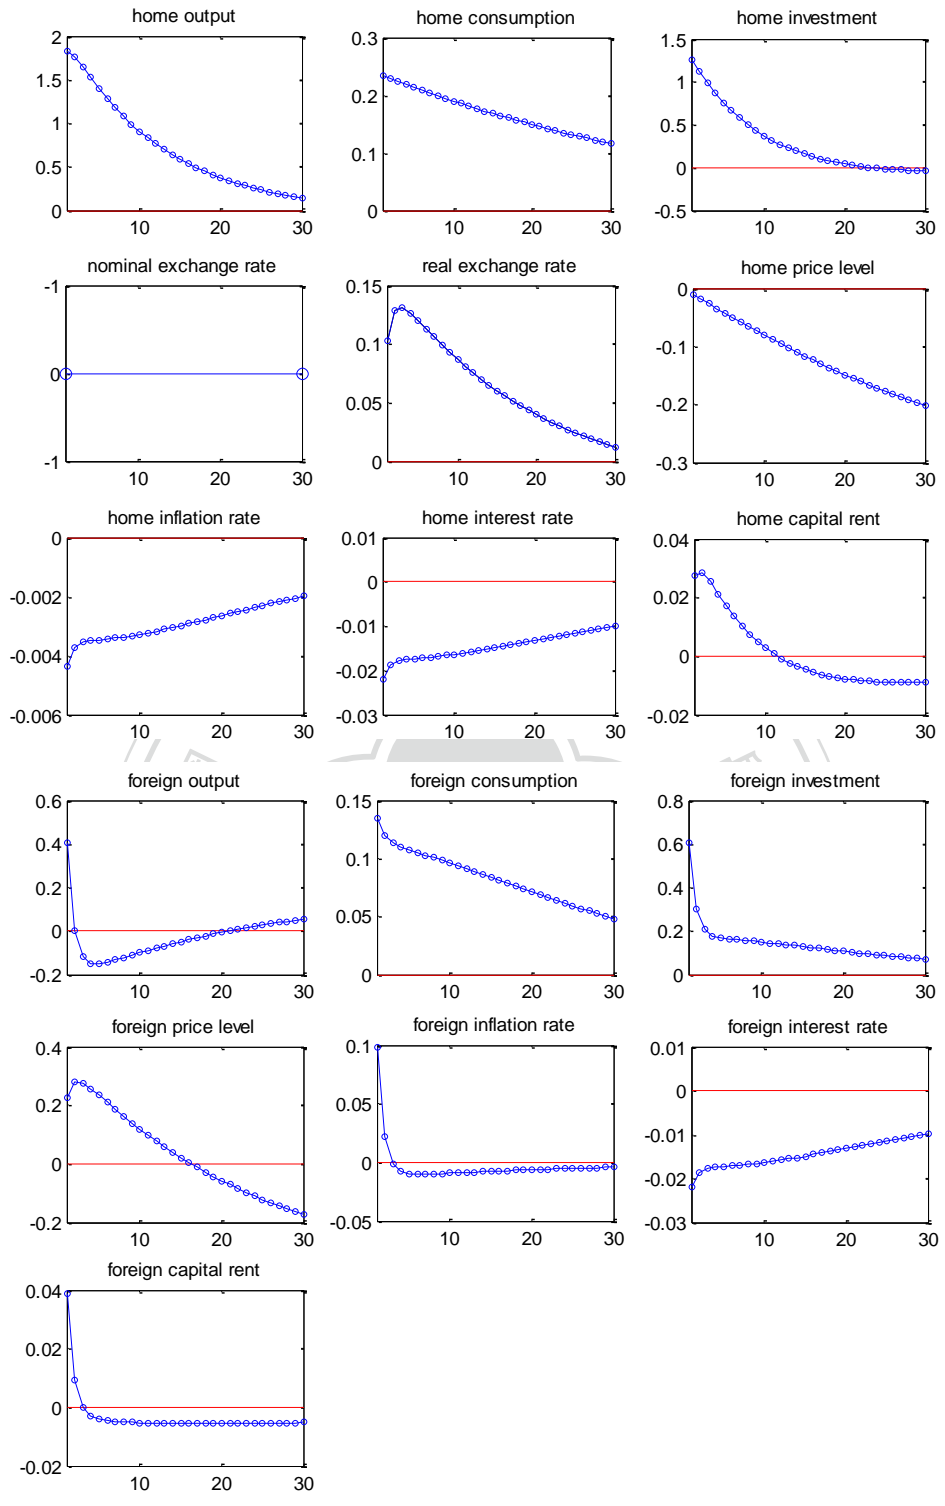 home output
home consumption
home investment
2
1.5
1
0.5
0
10 20 30
0.3
0.2
0.1
0
10 20 30
1.5
1
0.5
0
-0.5
10 20 30
nominal exchange rate
real exchange rate
home price level
-1
0
-1
10 20 30
0.15
0.1
0.05
0
10 20 30
0
-0.1
-0.2
-0.3
10 20 30
home inflation rate
home interest rate
home capital rent
0
-0.002
-0.004
-0.006
10 20 30
0.01
0
-0.01
-0.02
-0.03
10 20 30
0.04
0.02
0
-0.02
10 20 30
foreign output
foreign consumption
foreign investment
0.6
0.4
0.2
0
-0.2
10 20 30
0.15
0.1
0.05
0
10 20 30
0.8
0.6
0.4
0.2
0
10 20 30
foreign price level
foreign inflation rate
foreign interest rate
0.4
0.2
0
-0.2
10 20 30
0.1
0.05
0
-0.05
10 20 30
0.01
0
-0.01
-0.02
-0.03
10 20 30
foreign capital rent
0.04
0.02
0
-0.02
10 20 30